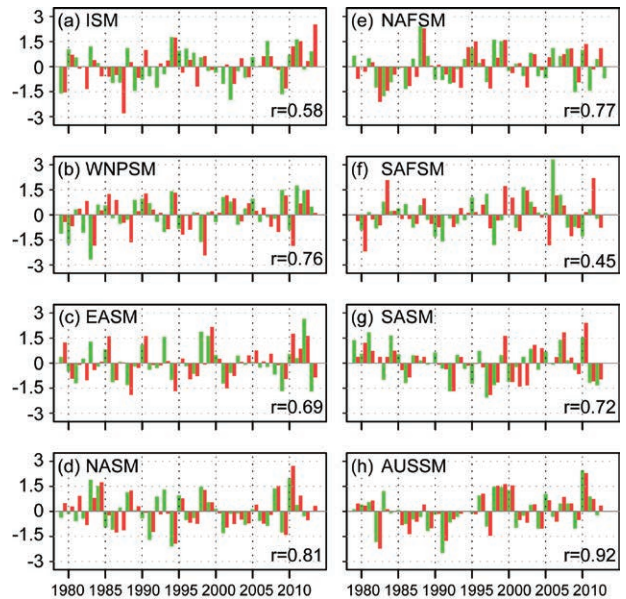 (a) ISM
3
1.5
0
-1.5
-3
r=0.58
(b) WNPSM
3
1.5
0
-1.5
-3
r=0.76
(c) EASM
3
1.5
0
-1.5
-3
r=0.69
(d) NASM
3
1.5
0
-1.5
-3
r=0.81
1980 1985 1990 1995 2000 2005 2010
(e) NAFSM
r=0.77
(f) SAFSM
r=0.45
(g) SASM
r=0.72
(h) AUSSM
r=0.92
1980 1985 1990 1995 2000 2005 2010